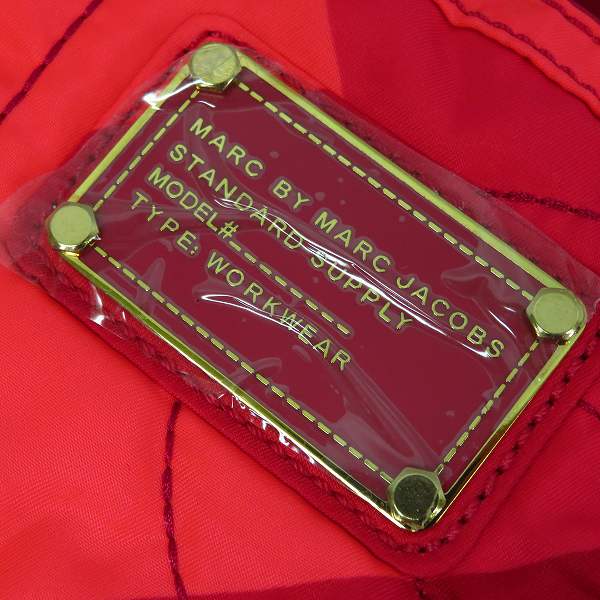 MARC BY MARC JACOBS
STANDARD SUPPLY
MODEL#
TYPE: WORKWEAR